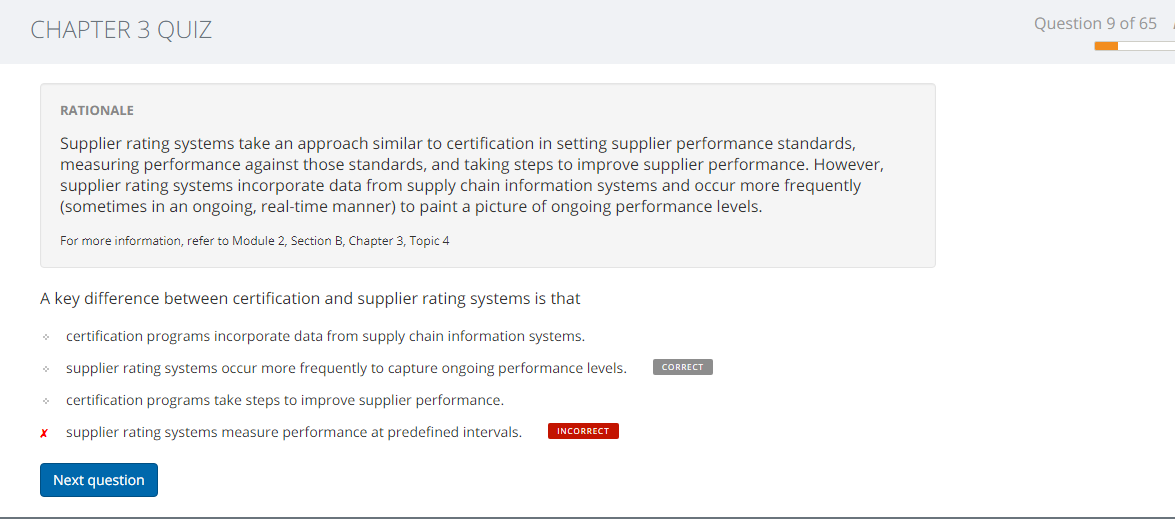 CHAPTER 3 QUIZ
Question 9 of 65
RATIONALE
Supplier rating systems take an approach similar to certification in setting supplier performance standards,
measuring performance against those standards, and taking steps to improve supplier performance. However,
supplier rating systems incorporate data from supply chain information systems and occur more frequently
(sometimes in an ongoing, real-time manner) to paint a picture of ongoing performance levels.
For more information, refer to Module 2, Section B, Chapter 3, Topic 4
A key difference between certification and supplier rating systems is that
certification programs incorporate data from supply chain information systems.
supplier rating systems occur more frequently to capture ongoing performance levels. CORRECT
certification programs take steps to improve supplier performance.
✗ supplier rating systems measure performance at predefined intervals. INCORRECT
Next question